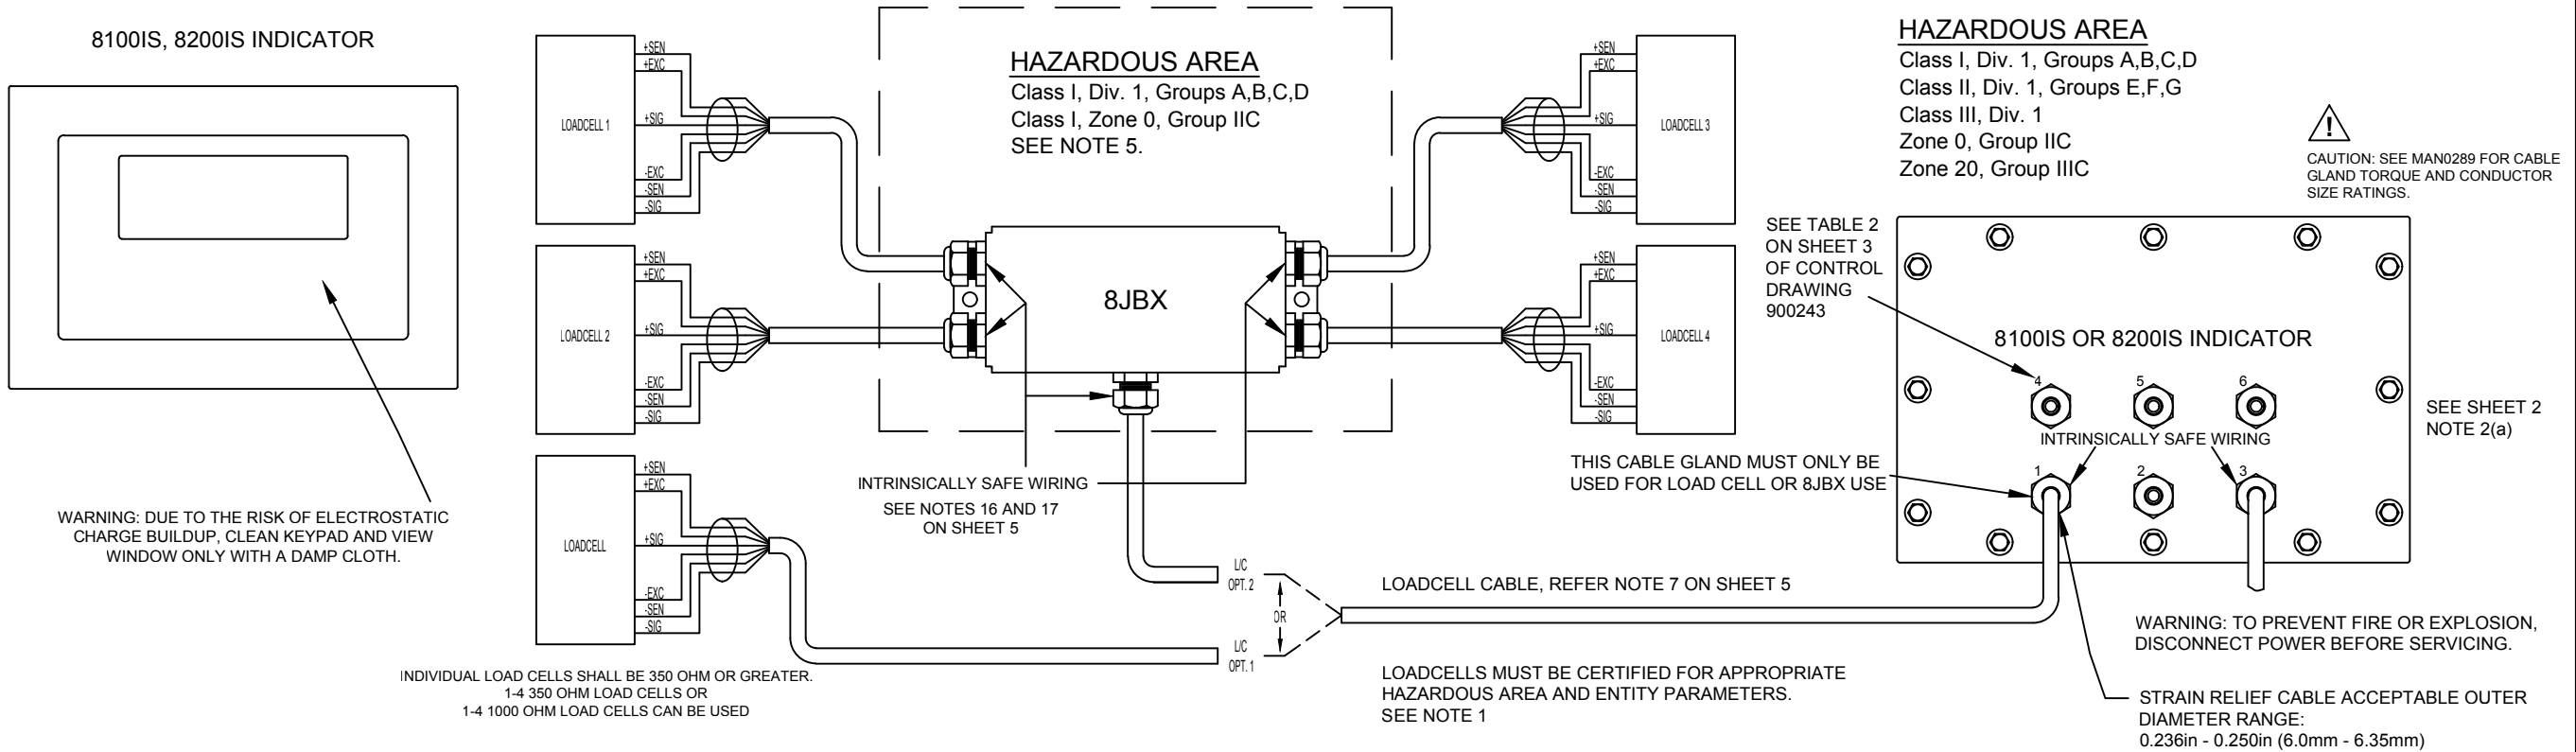 8100IS, 8200IS INDICATOR
WARNING: DUE TO THE RISK OF ELECTROSTATIC
CHARGE BUILDUP, CLEAN KEYPAD AND VIEW
WINDOW ONLY WITH A DAMP CLOTH.
LOADCELL 1
+SEN
+EXC
+SIG
-EXC
-SEN
-SIG
LOADCELL 2
+SEN
+EXC
+SIG
-EXC
-SEN
-SIG
LOADCELL
+SEN
+EXC
+SIG
-EXC
-SEN
-SIG
INDIVIDUAL LOAD CELLS SHALL BE 350 OHM OR GREATER.
1-4 350 OHM LOAD CELLS OR
1-4 1000 OHM LOAD CELLS CAN BE USED
HAZARDOUS AREA
Class I, Div. 1, Groups A,B,C,D
Class I, Zone 0, Group IIC
SEE NOTE 5.
8JBX
INTRINSICALLY SAFE WIRING
SEE NOTES 16 AND 17
ON SHEET 5
+SEN
+EXC
+SIG
-EXC
-SEN
-SIG
LOADCELL 3
+SEN
+EXC
+SIG
-EXC
-SEN
-SIG
LOADCELL 4
L/C
OPT. 2
OR
L/C
OPT. 1
LOADCELL CABLE, REFER NOTE 7 ON SHEET 5
LOADCELLS MUST BE CERTIFIED FOR APPROPRIATE
HAZARDOUS AREA AND ENTITY PARAMETERS.
SEE NOTE 1
HAZARDOUS AREA
Class I, Div. 1, Groups A,B,C,D
Class II, Div. 1, Groups E,F,G
Class III, Div. 1
Zone 0, Group IIC
Zone 20, Group IIIC
!
CAUTION: SEE MAN0289 FOR CABLE
GLAND TORQUE AND CONDUCTOR
SIZE RATINGS.
SEE TABLE 2
ON SHEET 3
OF CONTROL
DRAWING
900243
8100IS OR 8200IS INDICATOR
4
5
6
INTRINSICALLY SAFE WIRING
1
2
3
SEE SHEET 2
NOTE 2(a)
THIS CABLE GLAND MUST ONLY BE
USED FOR LOAD CELL OR 8JBX USE
WARNING: TO PREVENT FIRE OR EXPLOSION,
DISCONNECT POWER BEFORE SERVICING.
STRAIN RELIEF CABLE ACCEPTABLE OUTER
DIAMETER RANGE:
0.236in - 0.250in (6.0mm - 6.35mm)